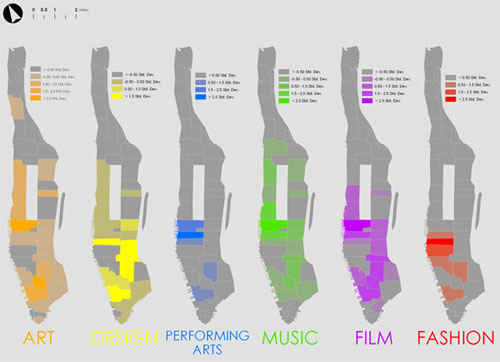 0 0.5 1 2 Miles
< -0.50 Std. Dev.
-0.50 - 0.50 Std. Dev.
0.50 - 1.5 Std. Dev.
1.5 - 2.5 Std. Dev.
> 2.5 Std. Dev.
< -0.50 Std. Dev.
-0.50 - 0.50 Std. Dev.
0.50 - 1.5 Std. Dev.
> 1.5 Std. Dev.
< 0.50 Std. Dev.
0.50 - 1.5 Std. Dev.
1.5 - 2.5 Std. Dev.
> 2.5 Std. Dev.
< -0.50 Std. Dev.
-0.50 - 0.50 Std. Dev.
0.50 - 1.5 Std. Dev.
1.5 - 2.5 Std. Dev.
> 2.5 Std. Dev.
< -0.50 Std. Dev.
-0.50 - 0.50 Std. Dev.
0.50 - 1.5 Std. Dev.
1.5 - 2.5 Std. Dev.
> 2.5 Std. Dev.
< 0.50 Std. Dev.
0.50 - 1.5 Std. Dev.
1.5 - 2.5 Std. Dev.
> 2.5 Std. Dev.
ART
DESIGN
PERFORMING
ARTS
MUSIC
FILM
FASHION